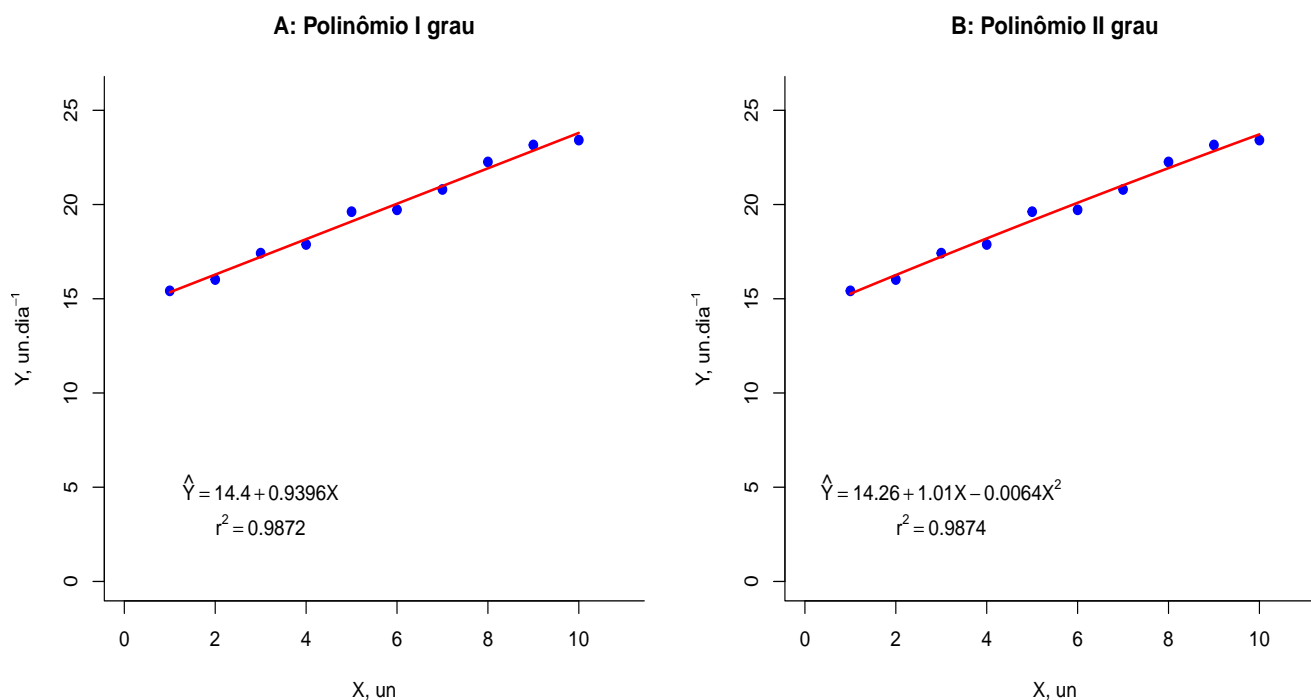 A: Polinômio I grau
25
20
15
10
5
0
Y, un.dia⁻¹
Ŷ = 14.4 + 0.9396X
r² = 0.9872
0 2 4 6 8 10
X, un
B: Polinômio II grau
25
20
15
10
5
0
Y, un.dia⁻¹
Ŷ = 14.26 + 1.01X − 0.0064X²
r² = 0.9874
0 2 4 6 8 10
X, un